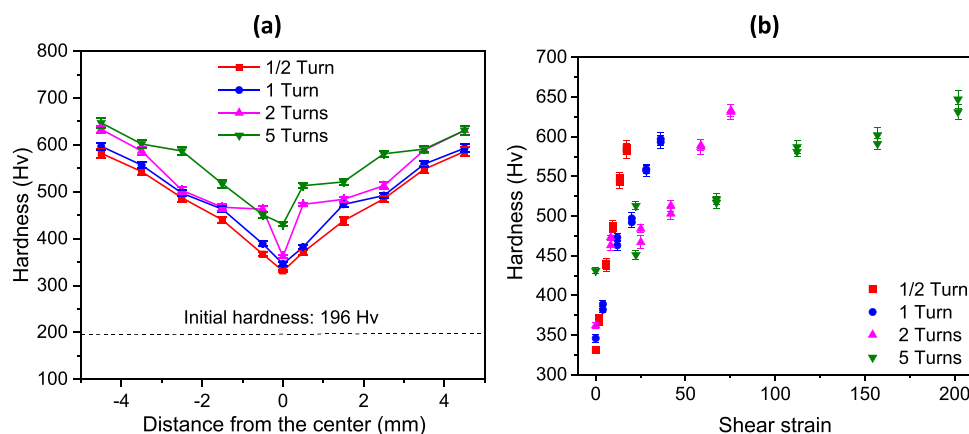 (a)
800
700
600
500
400
300
200
100
Hardness (Hv)
1/2 Turn
1 Turn
2 Turns
5 Turns
Initial hardness: 196 Hv
-4
-2
0
2
4
Distance from the center (mm)
(b)
700
650
600
550
500
450
400
350
300
Hardness (Hv)
1/2 Turn
1 Turn
2 Turns
5 Turns
0
50
100
150
200
Shear strain